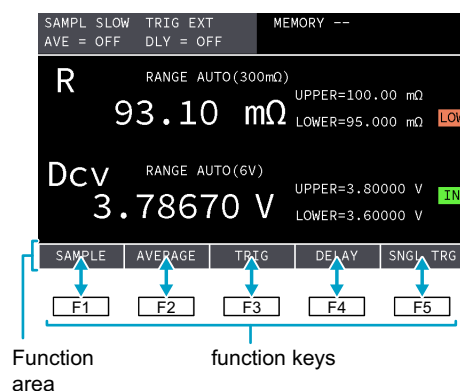 SAMPL SLOW TRIG EXT MEMORY --
AVE = OFF DLY = OFF
R RANGE AUTO(300mΩ)
93.10 mΩ
UPPER=100.00 mΩ
LOWER=95.000 mΩ
LOW
Dcv RANGE AUTO(6V)
3.78670 V
UPPER=3.80000 V
LOWER=3.60000 V
IN
SAMPLE AVERAGE TRIG DELAY SNGL TRG
F1 F2 F3 F4 F5
Function area
function keys